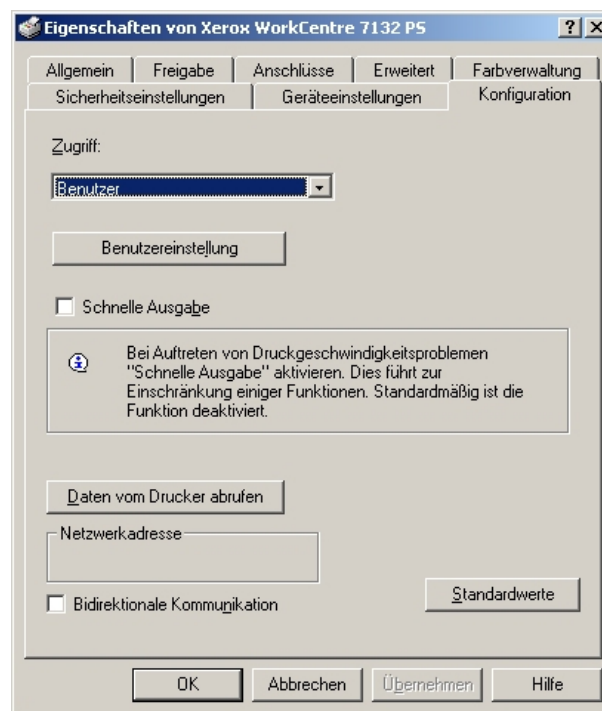 Eigenschaften von Xerox WorkCentre 7132 PS
Allgemein Freigabe Anschlüsse Erweitert Farbverwaltung
Sicherheitseinstellungen Geräteeinstellungen Konfiguration
Zugriff:
Benutzer
Benutzereinstellung
Schnelle Ausgabe
Bei Auftreten von Druckgeschwindigkeitsproblemen
"Schnelle Ausgabe" aktivieren. Dies führt zur
Einschränkung einiger Funktionen. Standardmäßig ist die
Funktion deaktiviert.
Daten vom Drucker abrufen
Netzwerkadresse
Bidirektionale Kommunikation
Standardwerte
OK Abbrechen Übernehmen Hilfe